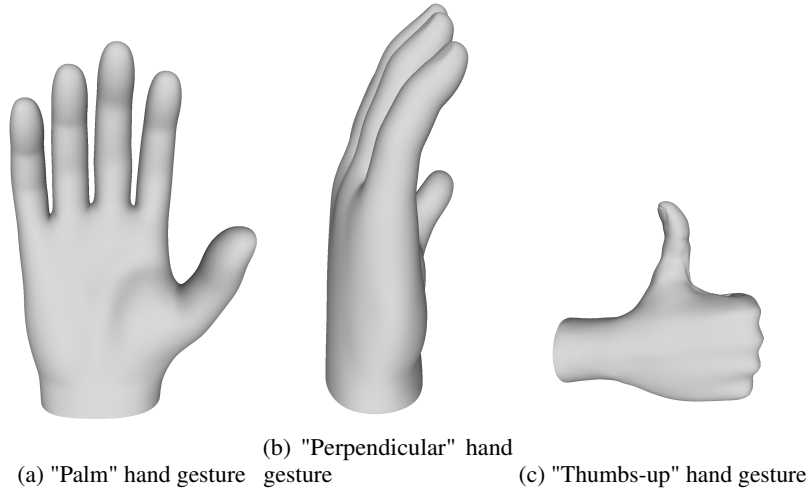 (a) "Palm" hand gesture
(b) "Perpendicular" hand
gesture
(c) "Thumbs-up" hand gesture